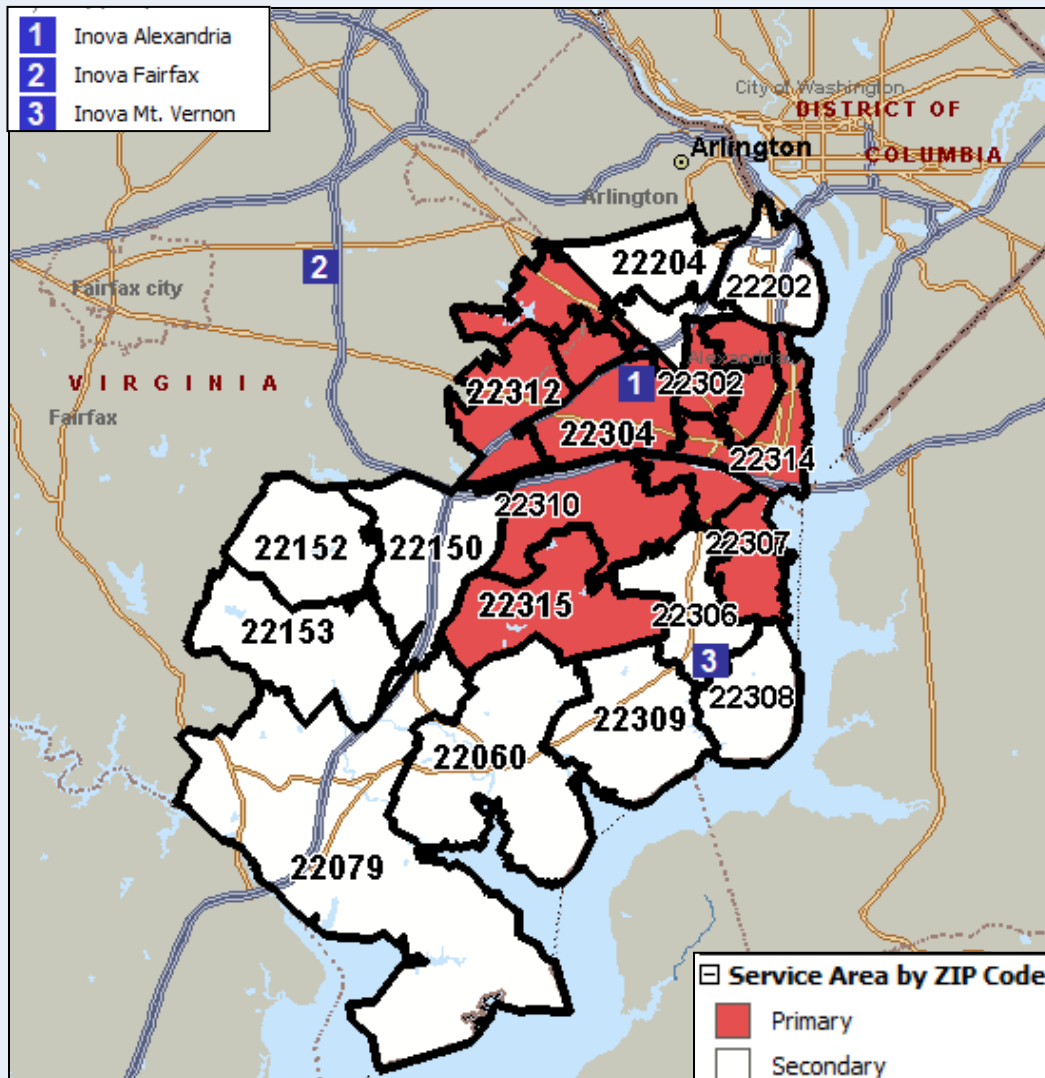 1 Inova Alexandria
2 Inova Fairfax
3 Inova Mt. Vernon
City of Washington
DISTRICT OF
COLUMBIA
Arlington
Arlington
22204
22202
2
Fairfax city
VIRGINIA
Fairfax
Alexandria
1
22302
22312
22304
22314
22310
22152
22150
22307
22315
22306
22153
3
22308
22309
22060
22079
Service Area by ZIP Code
Primary
Secondary